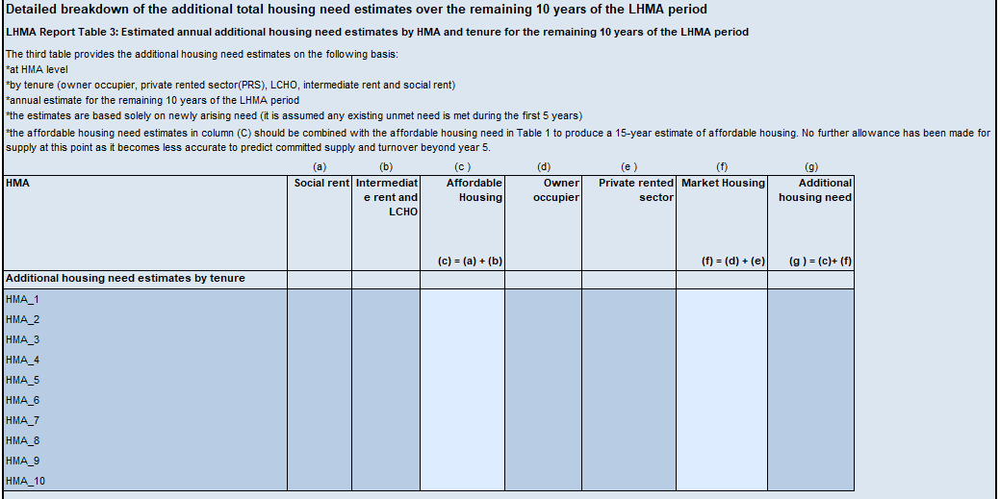 Detailed breakdown of the additional total housing need estimates over the remaining 10 years of the LHMA period
LHMA Report Table 3: Estimated annual additional housing need estimates by HMA and tenure for the remaining 10 years of the LHMA period
The third table provides the additional housing need estimates on the following basis:
*at HMA level
*by tenure (owner occupier, private rented sector(PRS), LCHO, intermediate rent and social rent)
*annual estimate for the remaining 10 years of the LHMA period
*the estimates are based solely on newly arising need (it is assumed any existing unmet need is met during the first 5 years)
*the affordable housing need estimates in column (C) should be combined with the affordable housing need in Table 1 to produce a 15-year estimate of affordable housing. No further allowance has been made for
supply at this point as it becomes less accurate to predict committed supply and turnover beyond year 5.
(a) (b) (c ) (d) (e ) (f) (g)
HMA Social rent Intermediat Affordable Owner Private rented Market Housing Additional
e rent and Housing occupier sector housing need
LCHO
(c) = (a) + (b) (f) = (d) + (e) (g ) = (c)+ (f)
Additional housing need estimates by tenure
HMA_1
HMA_2
HMA_3
HMA_4
HMA_5
HMA_6
HMA_7
HMA_8
HMA_9
HMA_10